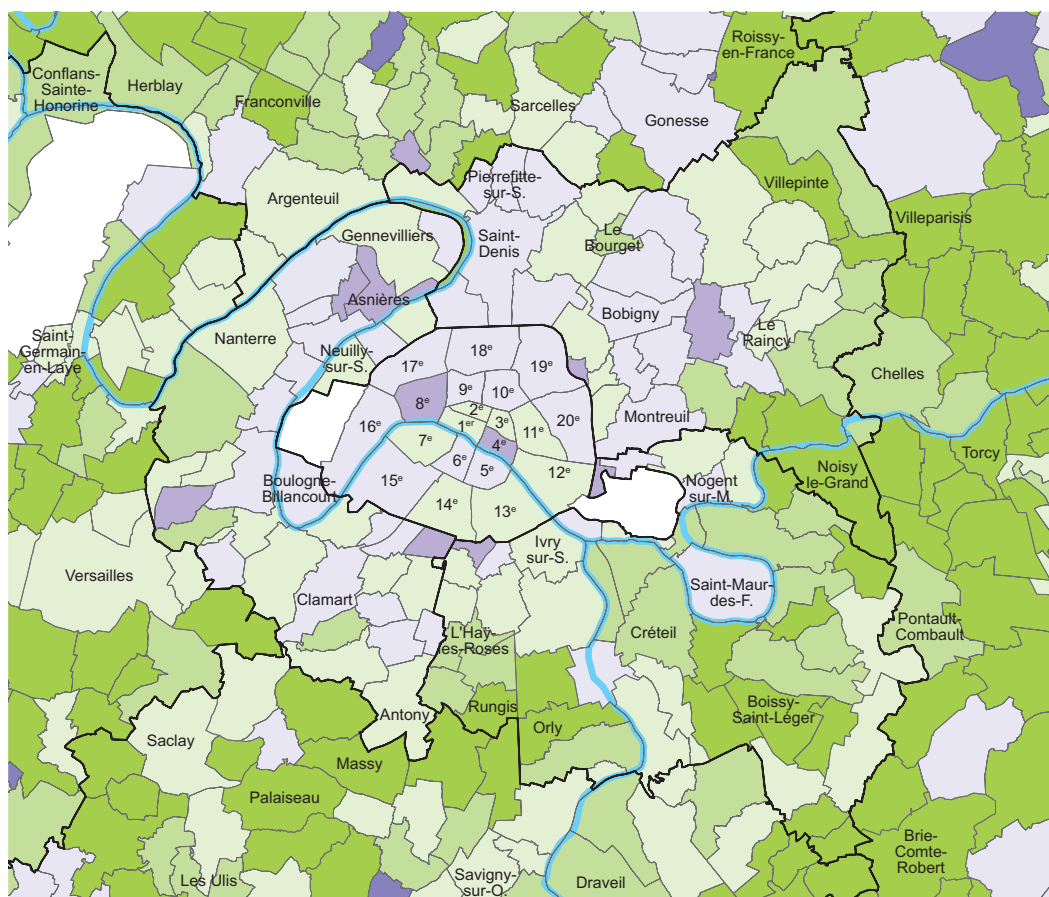 Roissy-
en-France
Conflans-
Sainte-
Honorine
Herblay
Franconville
Sarcelles
Gonesse
Argenteuil
Pierrefitte-
sur-S.
Villepinte
Villeparisis
Gennevilliers
Saint-
Denis
Le
Bourget
Asnières
Bobigny
Nanterre
Le
Raincy
Saint-
Germain-
en-Laye
Neuilly-
sur-S.
Chelles
17e
18e
19e
8e
9e
10e
2e
3e
1er
16e
7e
4e
11e
20e
6e
5e
12e
15e
14e
13e
Montreuil
Boulogne-
Billancourt
Nogent
sur-M.
Noisy
le-Grand
Torcy
Versailles
Ivry
sur-S.
Clamart
Saint-Maur-
des-F.
L'Haÿ
les-Roses
Créteil
Pontault-
Combault
Antony
Rungis
Orly
Boissy-
Saint-Léger
Saclay
Massy
Palaiseau
Les Ulis
Savigny-
sur-O.
Draveil
Brie-
Comte-
Robert